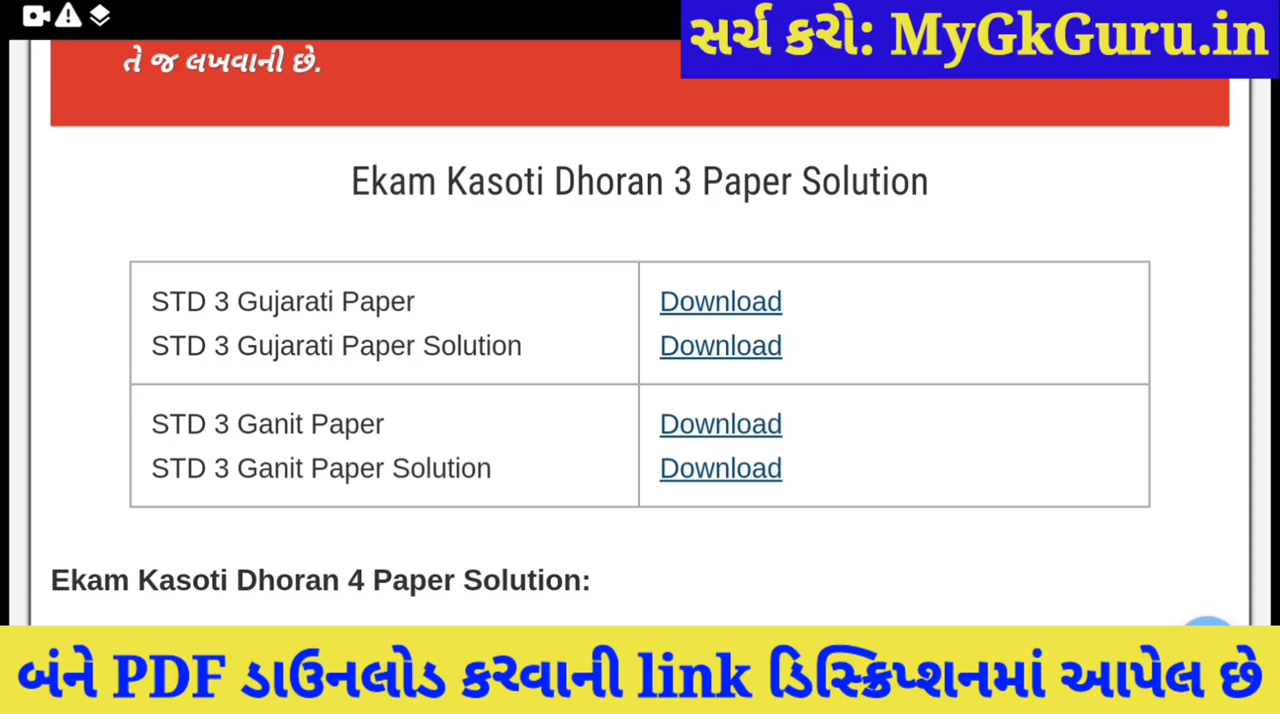 સર્ચ કરો: MyGkGuru.in
તે જ લખવાની છે.
Ekam Kasoti Dhoran 3 Paper Solution
STD 3 Gujarati Paper Download
STD 3 Gujarati Paper Solution Download
STD 3 Ganit Paper Download
STD 3 Ganit Paper Solution Download
Ekam Kasoti Dhoran 4 Paper Solution:
બંને PDF ડાઉનલોડ કરવાની link ડિસ્ક્રિપ્શનમાં આપેલ છે